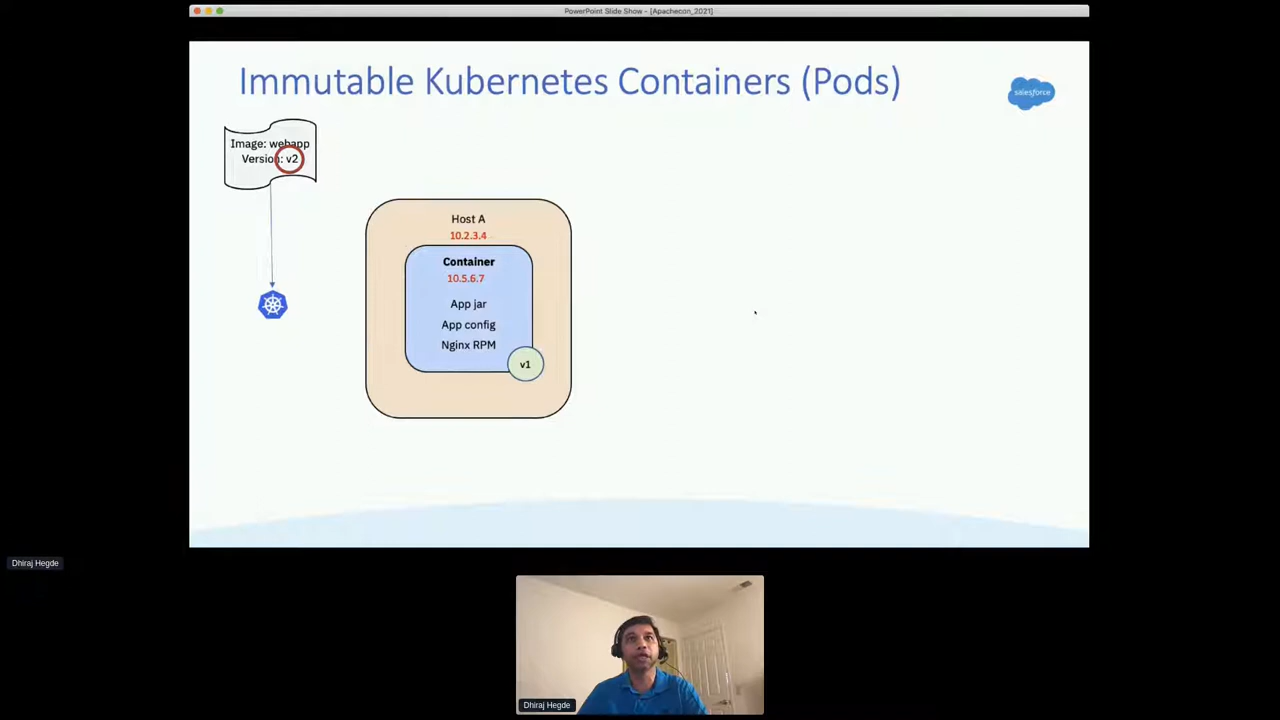 PowerPoint Slide Show - [Apachecon_2021]
Immutable Kubernetes Containers (Pods)
salesforce
Image: webapp
Version: v2
Host A
10.2.3.4
Container
10.5.6.7
App jar
App config
Nginx RPM
v1
Dhiraj Hegde
Dhiraj Hegde